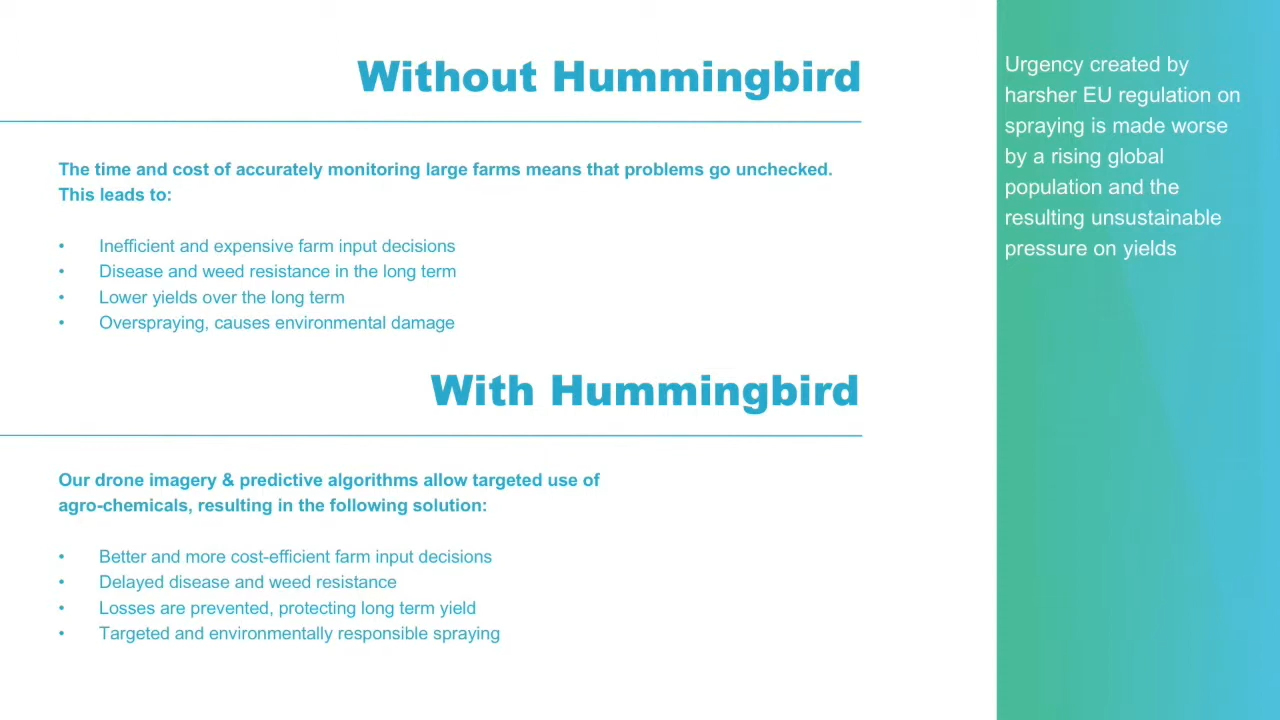 Without Hummingbird
The time and cost of accurately monitoring large farms means that problems go unchecked.
This leads to:
• Inefficient and expensive farm input decisions
• Disease and weed resistance in the long term
• Lower yields over the long term
• Overspraying, causes environmental damage
With Hummingbird
Our drone imagery & predictive algorithms allow targeted use of
agro-chemicals, resulting in the following solution:
• Better and more cost-efficient farm input decisions
• Delayed disease and weed resistance
• Losses are prevented, protecting long term yield
• Targeted and environmentally responsible spraying
Urgency created by
harsher EU regulation on
spraying is made worse
by a rising global
population and the
resulting unsustainable
pressure on yields